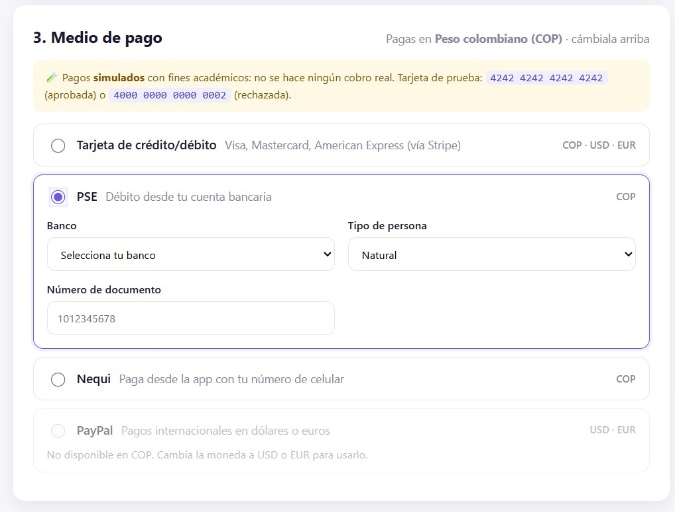 3. Medio de pago
Pagas en Peso colombiano (COP) · cámbiala arriba
Pagos simulados con fines académicos: no se hace ningún cobro real. Tarjeta de prueba: 4242 4242 4242 4242
(aprobada) o 4000 0000 0000 0002 (rechazada).
Tarjeta de crédito/débito Visa, Mastercard, American Express (vía Stripe) COP · USD · EUR
PSE Débito desde tu cuenta bancaria COP
Banco Tipo de persona
Selecciona tu banco Natural
Número de documento
1012345678
Nequi Paga desde la app con tu número de celular COP
PayPal Pagos internacionales en dólares o euros USD · EUR
No disponible en COP. Cambia la moneda a USD o EUR para usarlo.